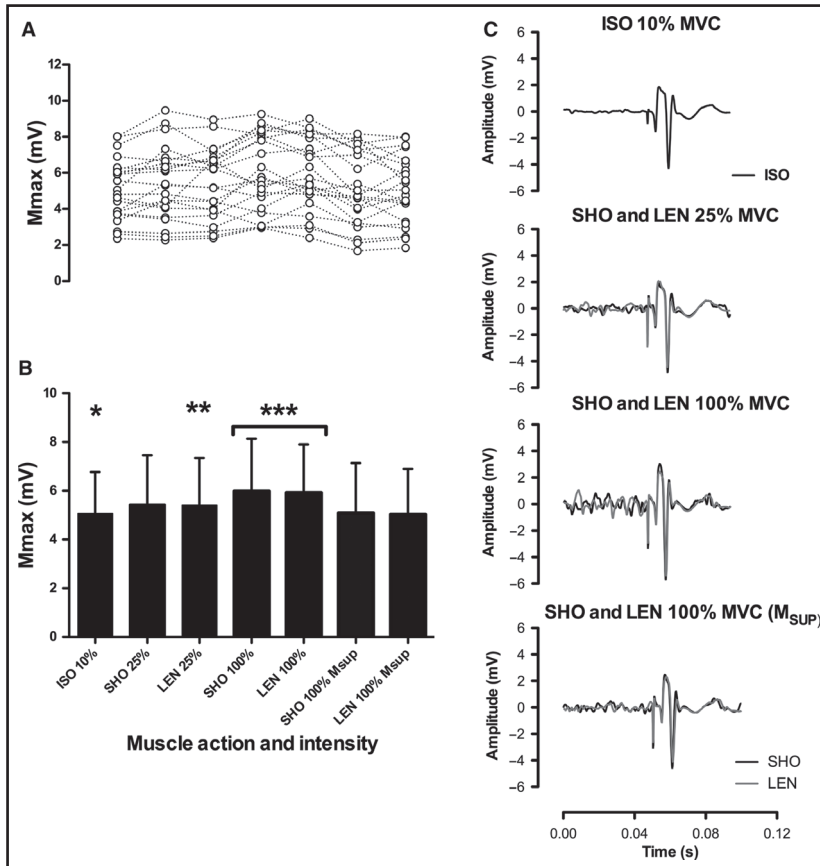 A
12
10
8
6
4
2
0
Mmax (mV)
B
10
8
6
4
2
0
Mmax (mV)
*
**
***
ISO 10%
SHO 25%
LEN 25%
SHO 100%
LEN 100%
SHO 100% Msup
LEN 100% Msup
Muscle action and intensity
C
ISO 10% MVC
6
4
2
0
−2
−4
−6
Amplitude (mV)
ISO
SHO and LEN 25% MVC
6
4
2
0
−2
−4
−6
Amplitude (mV)
SHO and LEN 100% MVC
6
4
2
0
−2
−4
−6
Amplitude (mV)
SHO and LEN 100% MVC (MSUP)
6
4
2
0
−2
−4
−6
Amplitude (mV)
SHO
LEN
0.00 0.04 0.08 0.12
Time (s)